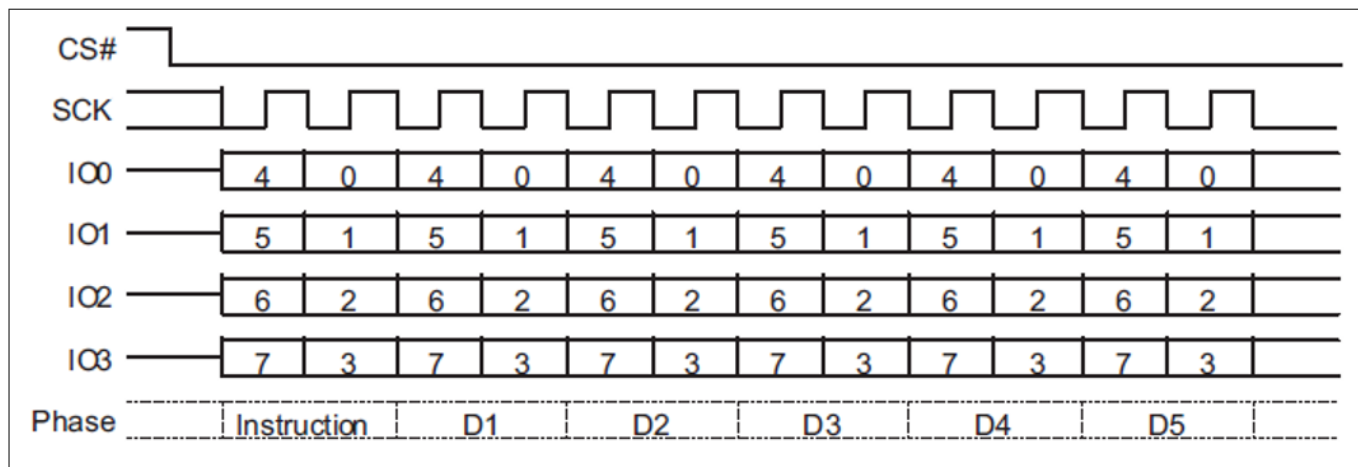 CS#
SCK
IO0 4 0 4 0 4 0 4 0 4 0 4 0
IO1 5 1 5 1 5 1 5 1 5 1 5 1
IO2 6 2 6 2 6 2 6 2 6 2 6 2
IO3 7 3 7 3 7 3 7 3 7 3 7 3
Phase Instruction D1 D2 D3 D4 D5